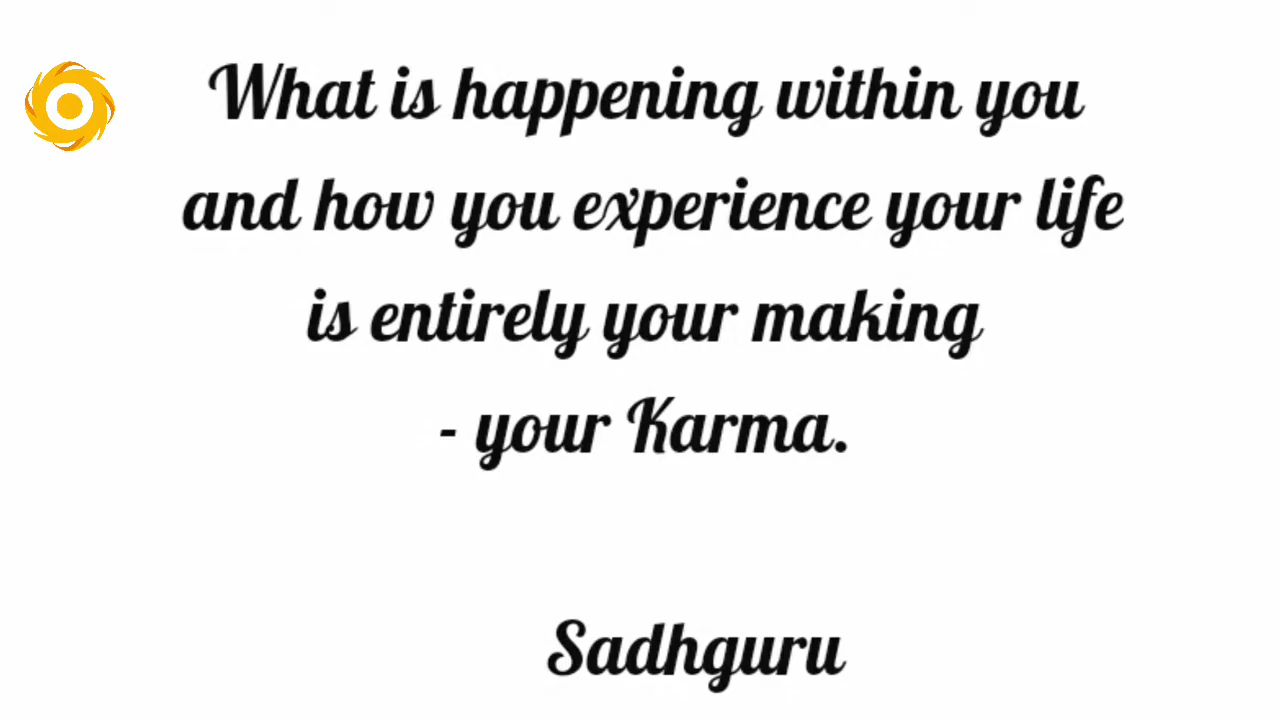 What is happening within you
and how you experience your life
is entirely your making
- your Karma.
Sadhguru